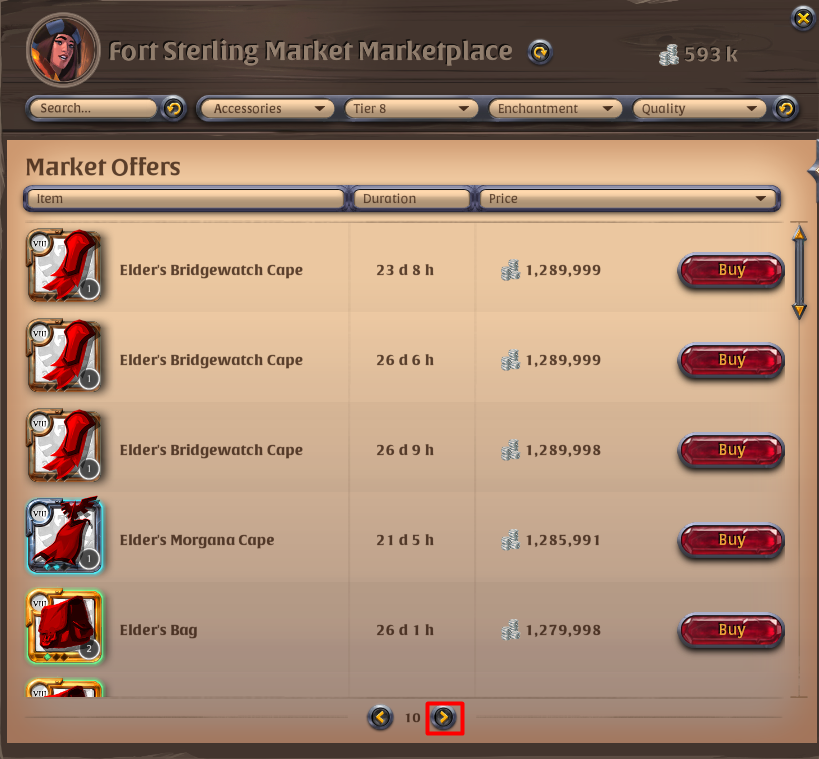 Fort Sterling Market Marketplace
593 k
Search...
Accessories
Tier 8
Enchantment
Quality
Market Offers
Item
Duration
Price
VIII
1
Elder's Bridgewatch Cape
23 d 8 h
1,289,999
Buy
VIII
1
Elder's Bridgewatch Cape
26 d 6 h
1,289,999
Buy
VIII
1
Elder's Bridgewatch Cape
26 d 9 h
1,289,998
Buy
VIII
1
Elder's Morgana Cape
21 d 5 h
1,285,991
Buy
VIII
2
Elder's Bag
26 d 1 h
1,279,998
Buy
VIII
10